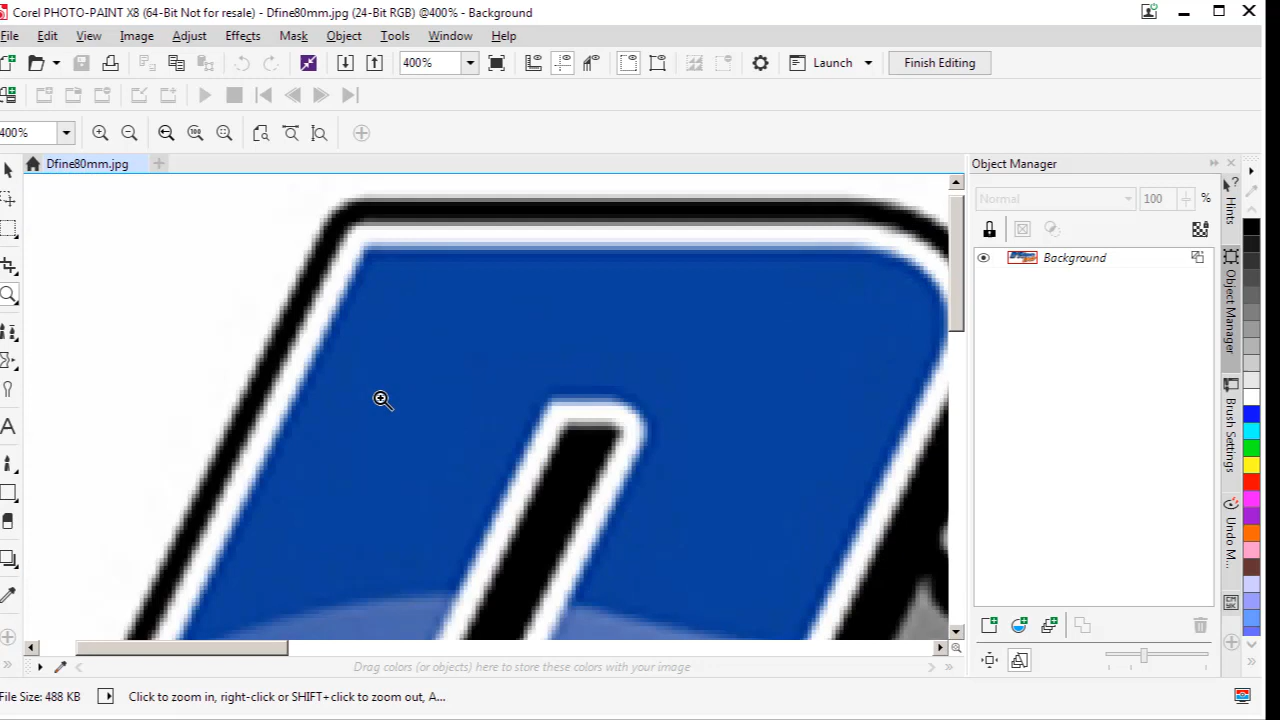 Corel PHOTO-PAINT X8 (64-Bit Not for resale) - Dfine80mm.jpg (24-Bit RGB) @400% - Background
File Edit View Image Adjust Effects Mask Object Tools Window Help
400% Launch Finish Editing
400% 100
Dfine80mm.jpg
Object Manager
Normal 100 %
Background
Hints
Object Manager
Brush Settings
Undo M...
Drag colors (or objects) here to store these colors with your image
File Size: 488 KB Click to zoom in, right-click or SHIFT+click to zoom out, A...